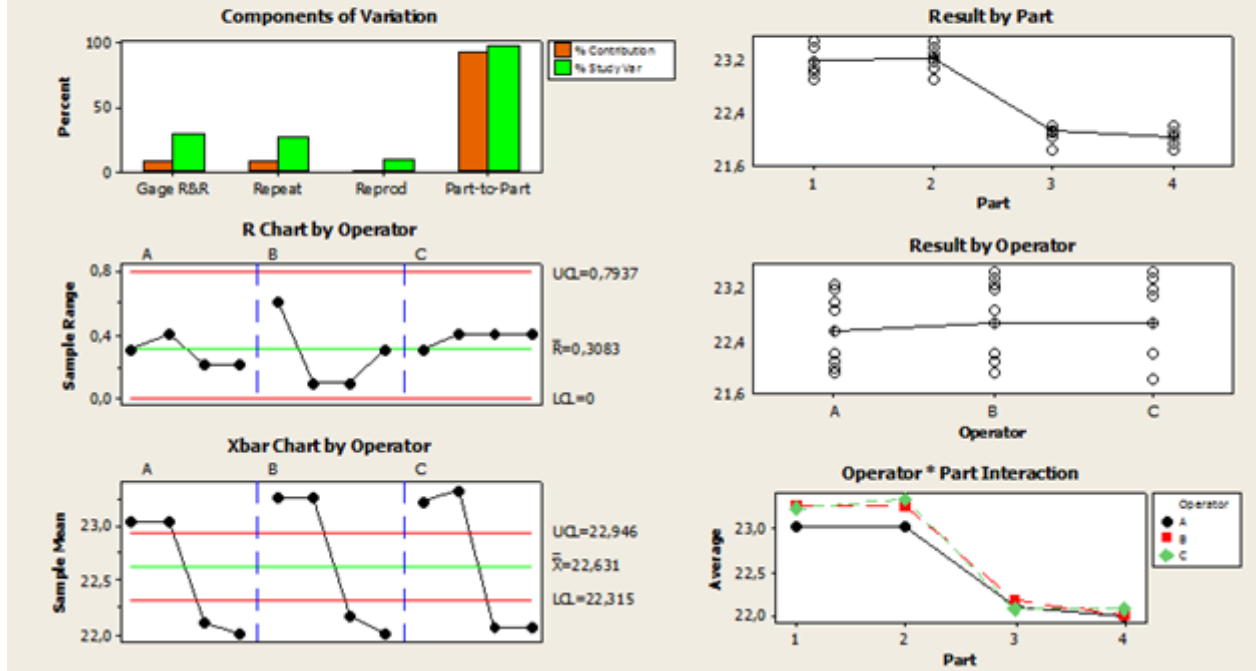 Components of Variation
100
50
0
Percent
% Contribution
% Study Var
Gage R&R Repeat Reprod Part-to-Part
R Chart by Operator
A B C
0,8
0,4
0,0
Sample Range
UCL=0,7937
R=0,3083
LCL=0
Xbar Chart by Operator
A B C
23,0
22,5
22,0
Sample Mean
UCL=22,946
X=22,631
LCL=22,315
Result by Part
23,2
22,4
21,6
1 2 3 4
Part
Result by Operator
23,2
22,4
21,6
A B C
Operator
Operator * Part Interaction
23,0
22,5
22,0
Average
Operator
A
B
C
1 2 3 4
Part